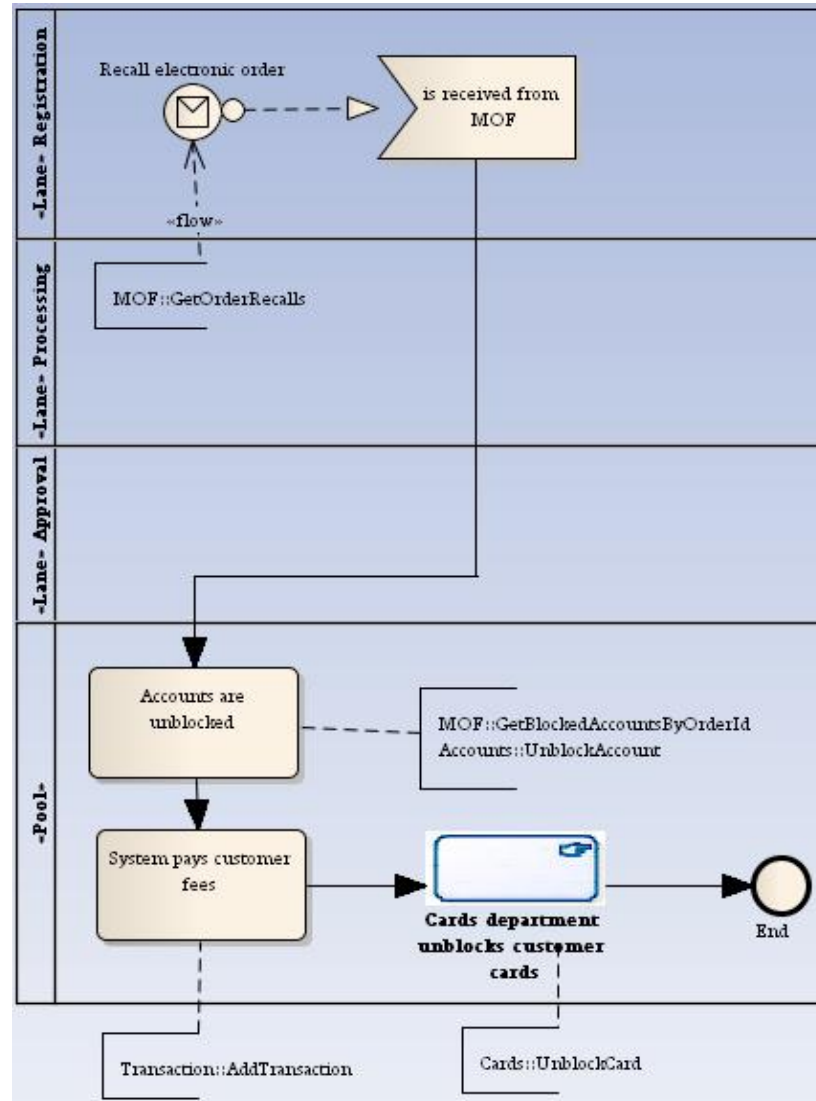 «Lane» Registration
Recall electronic order
is received from
MOF
«flow»
«Lane» Processing
MOF::GetOrderRecalls
«Lane» Approval
«Pool»
Accounts are
unblocked
MOF::GetBlockedAccountsByOrderId
Accounts::UnblockAccount
System pays customer
fees
Cards department
unblocks customer
cards
End
Transaction::AddTransaction
Cards::UnblockCard